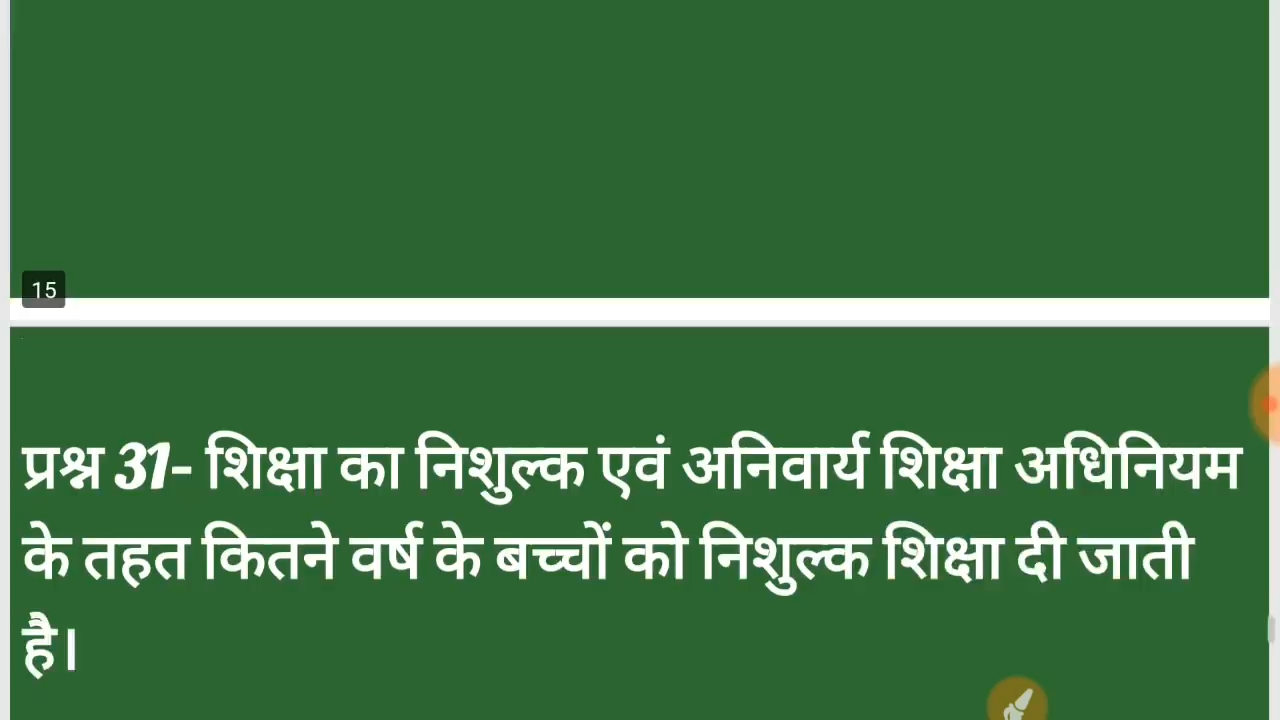 15
प्रश्न 31- शिक्षा का निशुल्क एवं अनिवार्य शिक्षा अधिनियम
के तहत कितने वर्ष के बच्चों को निशुल्क शिक्षा दी जाती
है।